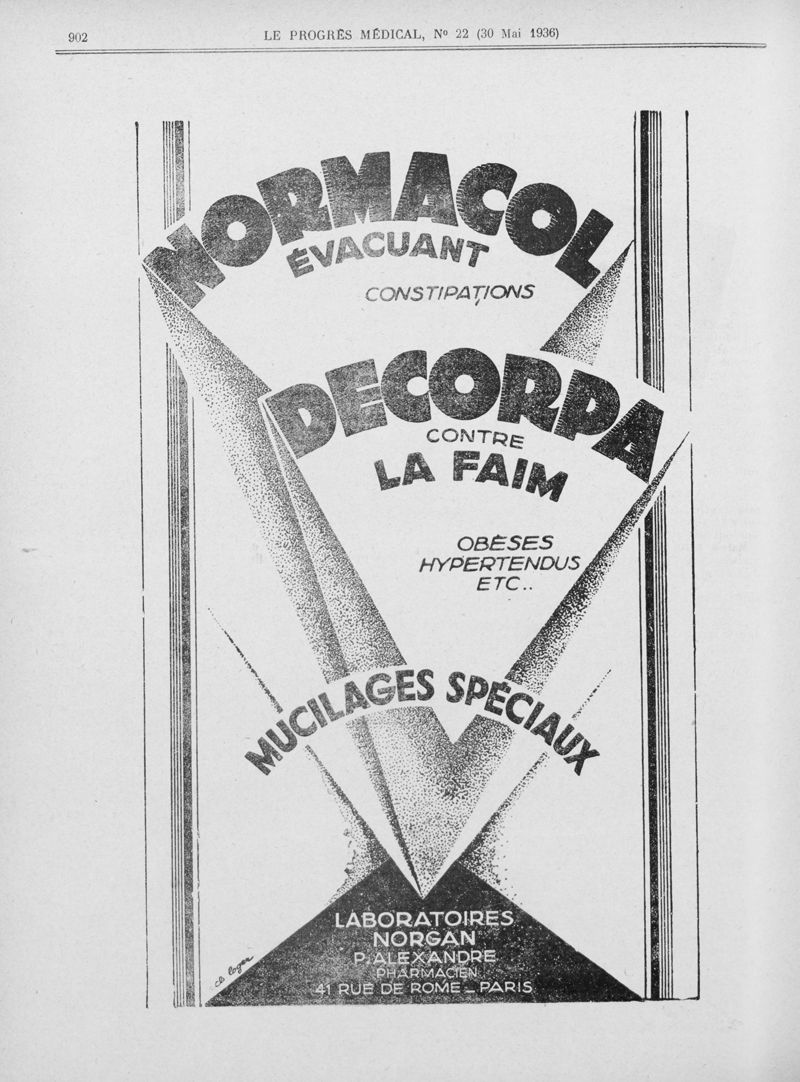 902
LE PROGRÈS MÉDICAL, Nº 22 (30 Mai 1936)
NORMACOL
ÉVACUANT
CONSTIPATIONS
DECORPA
CONTRE
LA FAIM
OBÈSES
HYPERTENDUS
ETC..
MUCILAGES SPÉCIAUX
LABORATOIRES
NORGAN
P. ALEXANDRE
PHARMACIEN
41 RUE DE ROME _ PARIS